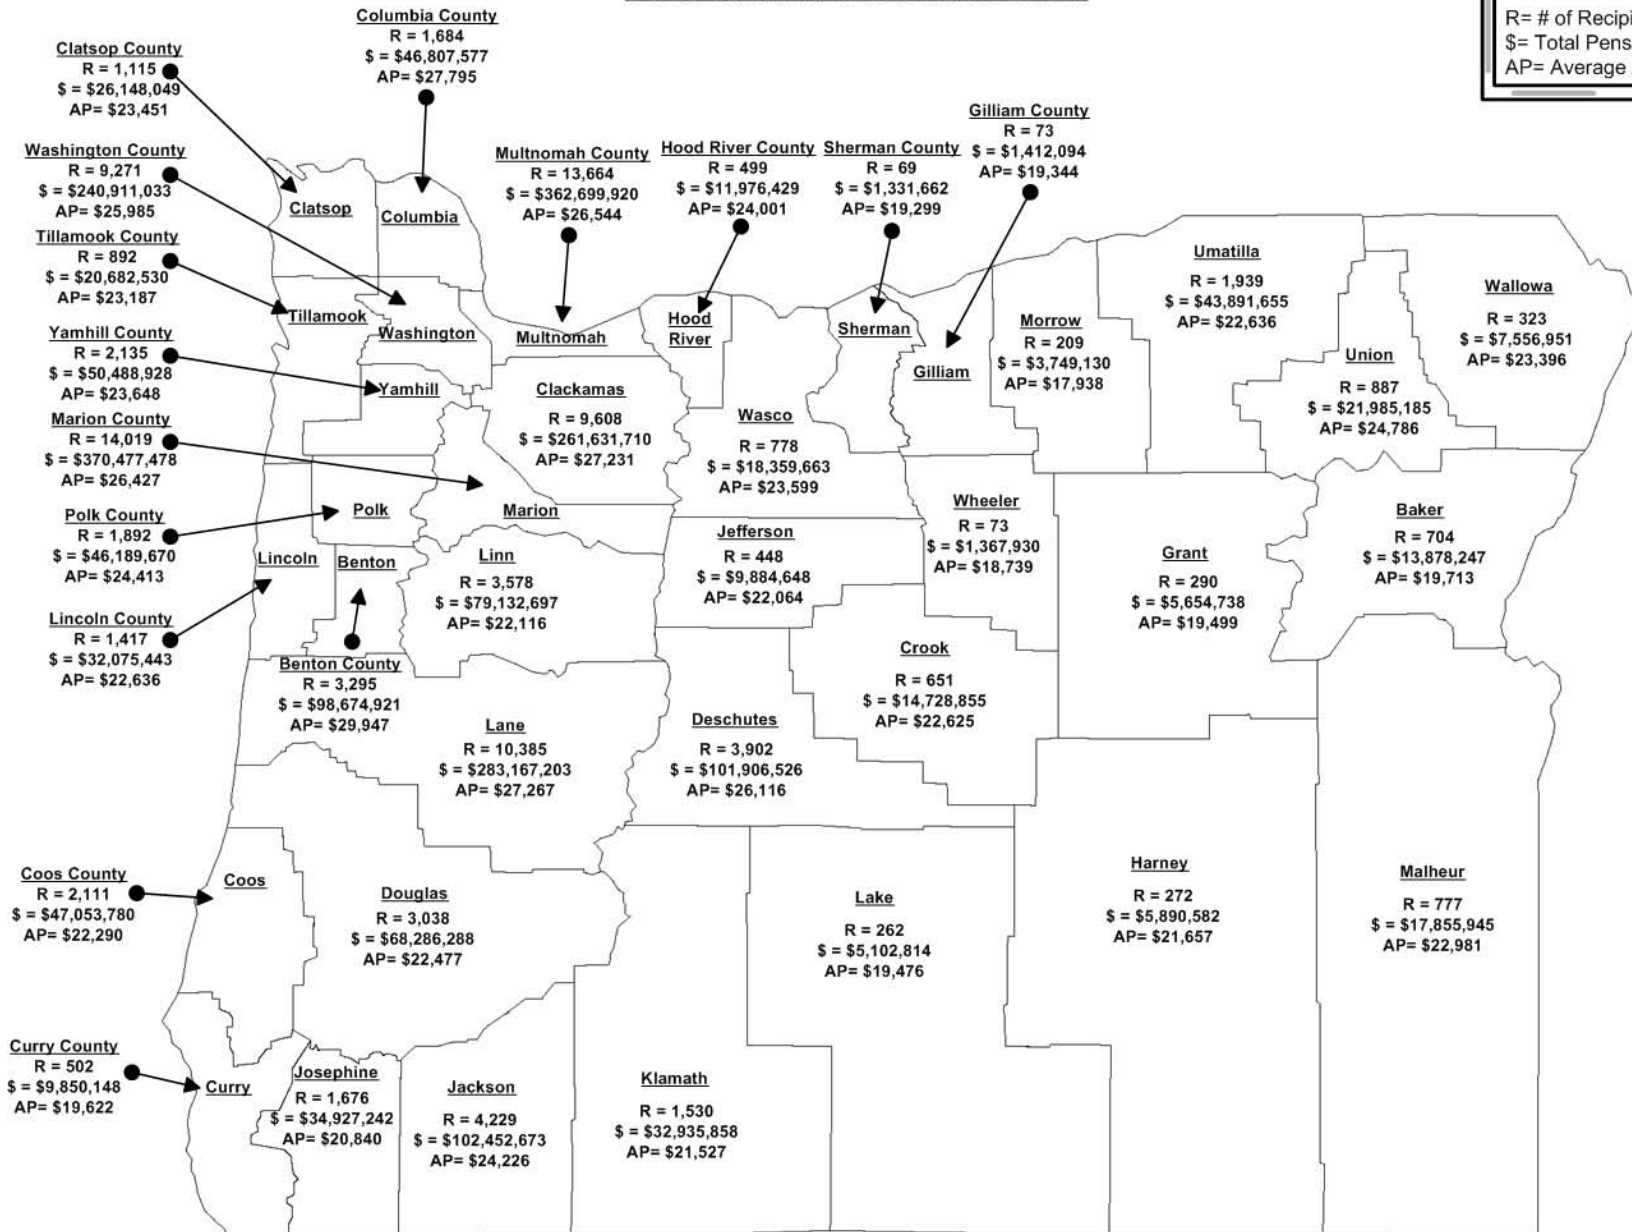 R= # of Recipi
$= Total Pens
AP= Average
Columbia County
R = 1,684
$ = $46,807,577
AP= $27,795
Clatsop County
R = 1,115
$ = $26,148,049
AP= $23,451
Gilliam County
R = 73
$ = $1,412,094
AP= $19,344
Washington County
R = 9,271
$ = $240,911,033
AP= $25,985
Multnomah County
R = 13,664
$ = $362,699,920
AP= $26,544
Hood River County
R = 499
$ = $11,976,429
AP= $24,001
Sherman County
R = 69
$ = $1,331,662
AP= $19,299
Clatsop
Columbia
Tillamook County
R = 892
$ = $20,682,530
AP= $23,187
Umatilla
R = 1,939
$ = $43,891,655
AP= $22,636
Wallowa
R = 323
$ = $7,556,951
AP= $23,396
Tillamook
Washington
Multnomah
Hood
River
Sherman
Gilliam
Morrow
R = 209
$ = $3,749,130
AP= $17,938
Union
R = 887
$ = $21,985,185
AP= $24,786
Yamhill County
R = 2,135
$ = $50,488,928
AP= $23,648
Yamhill
Clackamas
R = 9,608
$ = $261,631,710
AP= $27,231
Wasco
R = 778
$ = $18,359,663
AP= $23,599
Marion County
R = 14,019
$ = $370,477,478
AP= $26,427
Marion
Polk County
R = 1,892
$ = $46,189,670
AP= $24,413
Polk
Wheeler
R = 73
$ = $1,367,930
AP= $18,739
Baker
R = 704
$ = $13,878,247
AP= $19,713
Jefferson
R = 448
$ = $9,884,648
AP= $22,064
Grant
R = 290
$ = $5,654,738
AP= $19,499
Lincoln
Benton
Linn
R = 3,578
$ = $79,132,697
AP= $22,116
Lincoln County
R = 1,417
$ = $32,075,443
AP= $22,636
Benton County
R = 3,295
$ = $98,674,921
AP= $29,947
Crook
R = 651
$ = $14,728,855
AP= $22,625
Lane
R = 10,385
$ = $283,167,203
AP= $27,267
Deschutes
R = 3,902
$ = $101,906,526
AP= $26,116
Coos County
R = 2,111
$ = $47,053,780
AP= $22,290
Coos
Douglas
R = 3,038
$ = $68,286,288
AP= $22,477
Lake
R = 262
$ = $5,102,814
AP= $19,476
Harney
R = 272
$ = $5,890,582
AP= $21,657
Malheur
R = 777
$ = $17,855,945
AP= $22,981
Curry County
R = 502
$ = $9,850,148
AP= $19,622
Curry
Josephine
R = 1,676
$ = $34,927,242
AP= $20,840
Jackson
R = 4,229
$ = $102,452,673
AP= $24,226
Klamath
R = 1,530
$ = $32,935,858
AP= $21,527